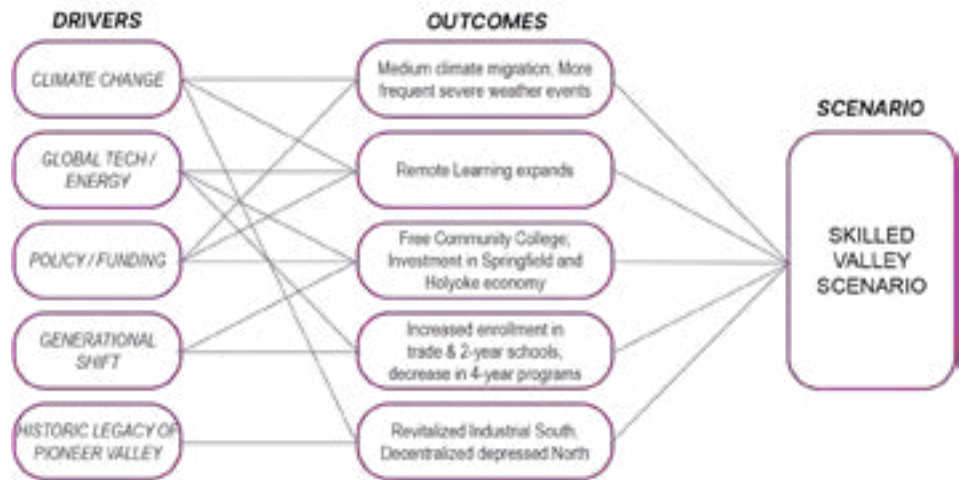 DRIVERS
OUTCOMES
SCENARIO
CLIMATE CHANGE
GLOBAL TECH /
ENERGY
POLICY / FUNDING
GENERATIONAL
SHIFT
HISTORIC LEGACY OF
PIONEER VALLEY
Medium climate migration, More
frequent severe weather events
Remote Learning expands
Free Community College;
Investment in Springfield and
Holyoke economy
Increased enrollment in
trade & 2-year schools,
decrease in 4-year programs
Revitalized Industrial South,
Decentralized depressed North
SKILLED
VALLEY
SCENARIO